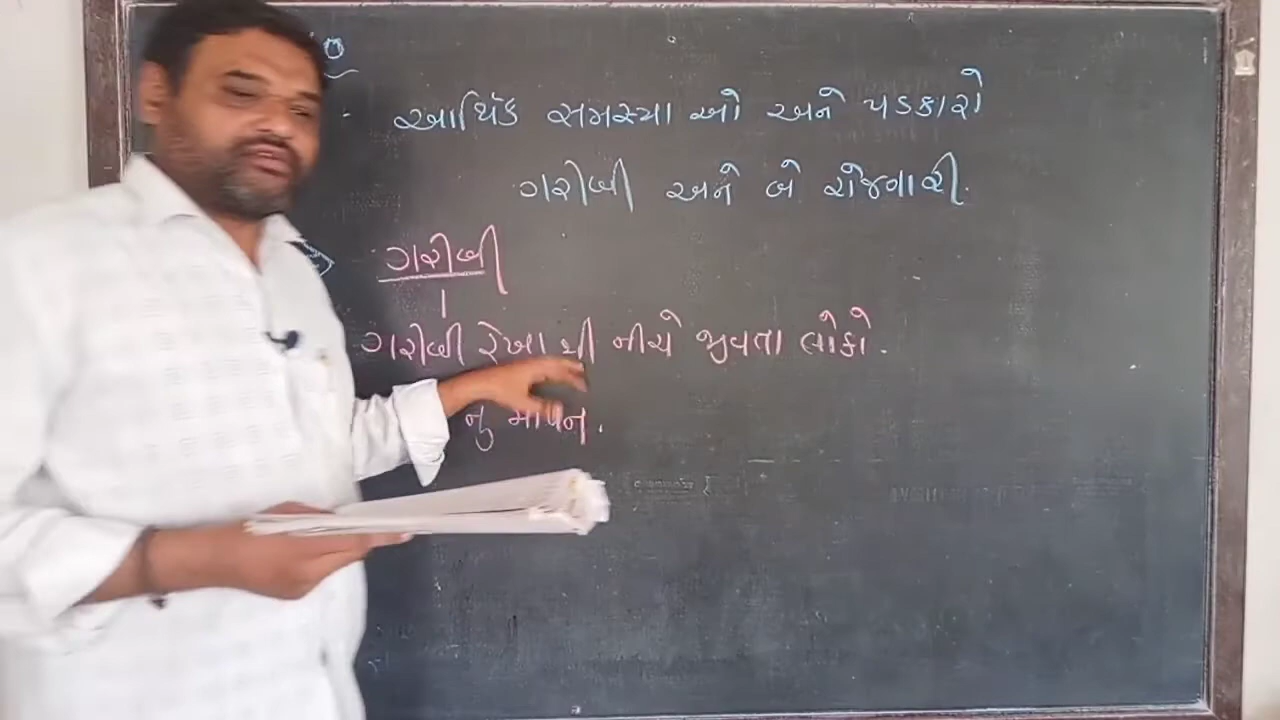 આર્થિક સમસ્યા ઓ અને પડકારો
ગરીબી અને બે રોજગારી.
ગરીબી
ગરીબી રેખા થી નીચે જીવતા લોકો.
નુ માપન.